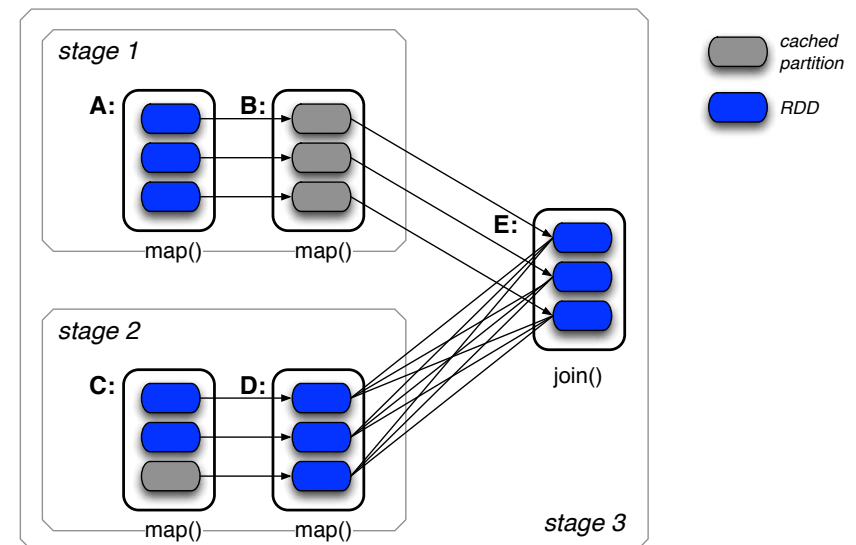 stage 1
cached
partition
RDD
A:
B:
map()
map()
E:
join()
stage 2
C:
D:
map()
map()
stage 3